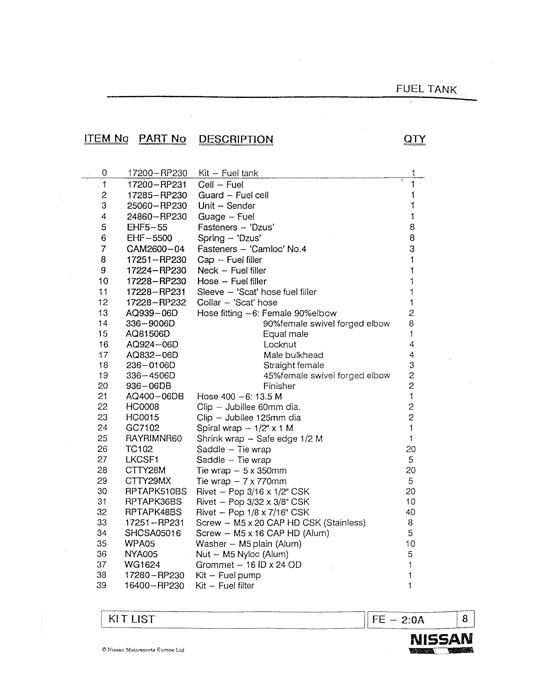 FUEL TANK
ITEM No PART No DESCRIPTION QTY
0 17200-RP230 Kit - Fuel tank 1
1 17200-RP231 Cell - Fuel 1
2 17285-RP230 Guard - Fuel cell 1
3 25060-RP230 Unit - Sender 1
4 24860-RP230 Guage - Fuel 1
5 EHF5-55 Fasteners - 'Dzus' 8
6 EHF-5500 Spring - 'Dzus' 8
7 CAM2600-04 Fasteners - 'Camloc' No.4 3
8 17251-RP230 Cap - Fuel filler 1
9 17224-RP230 Neck - Fuel filler 1
10 17228-RP230 Hose - Fuel filler 1
11 17228-RP231 Sleeve - 'Scat' hose fuel filler 1
12 17228-RP232 Collar - 'Scat' hose 1
13 AQ939-06D Hose fitting -6: Female 90%elbow 2
14 336-9006D 90%female swivel forged elbow 8
15 AQ81506D Equal male 1
16 AQ924-06D Locknut 4
17 AQ832-06D Male bulkhead 4
18 236-0106D Straight female 3
19 336-4506D 45%female swivel forged elbow 2
20 936-06DB Finisher 2
21 AQ400-06DB Hose 400 -6: 13.5 M 1
22 HC0008 Clip - Jubillee 60mm dia. 2
23 HC0015 Clip - Jubilee 125mm dia 2
24 GC7102 Spiral wrap - 1/2" x 1 M 1
25 RAYRIMNR60 Shrink wrap - Safe edge 1/2 M 1
26 TC102 Saddle - Tie wrap 20
27 LKCSF1 Saddle - Tie wrap 5
28 CTTY28M Tie wrap - 5 x 350mm 20
29 CTTY29MX Tie wrap - 7 x 770mm 5
30 RPTAPK510BS Rivet - Pop 3/16 x 1/2" CSK 20
31 RPTAPK36BS Rivet - Pop 3/32 x 3/8" CSK 10
32 RPTAPK48BS Rivet - Pop 1/8 x 7/16" CSK 40
33 17251-RP231 Screw - M5 x 20 CAP HD CSK (Stainless) 8
34 SHCSA05016 Screw - M5 x 16 CAP HD (Alum) 5
35 WPA05 Washer - M5 plain (Alum) 10
36 NYA005 Nut - M5 Nyloc (Alum) 5
37 WG1624 Grommet - 16 ID x 24 OD 1
38 17280-RP230 Kit - Fuel pump 1
39 16400-RP230 Kit - Fuel filter 1
KIT LIST FE - 2:0A 8
NISSAN
© Nissan Motorsports Europe Ltd